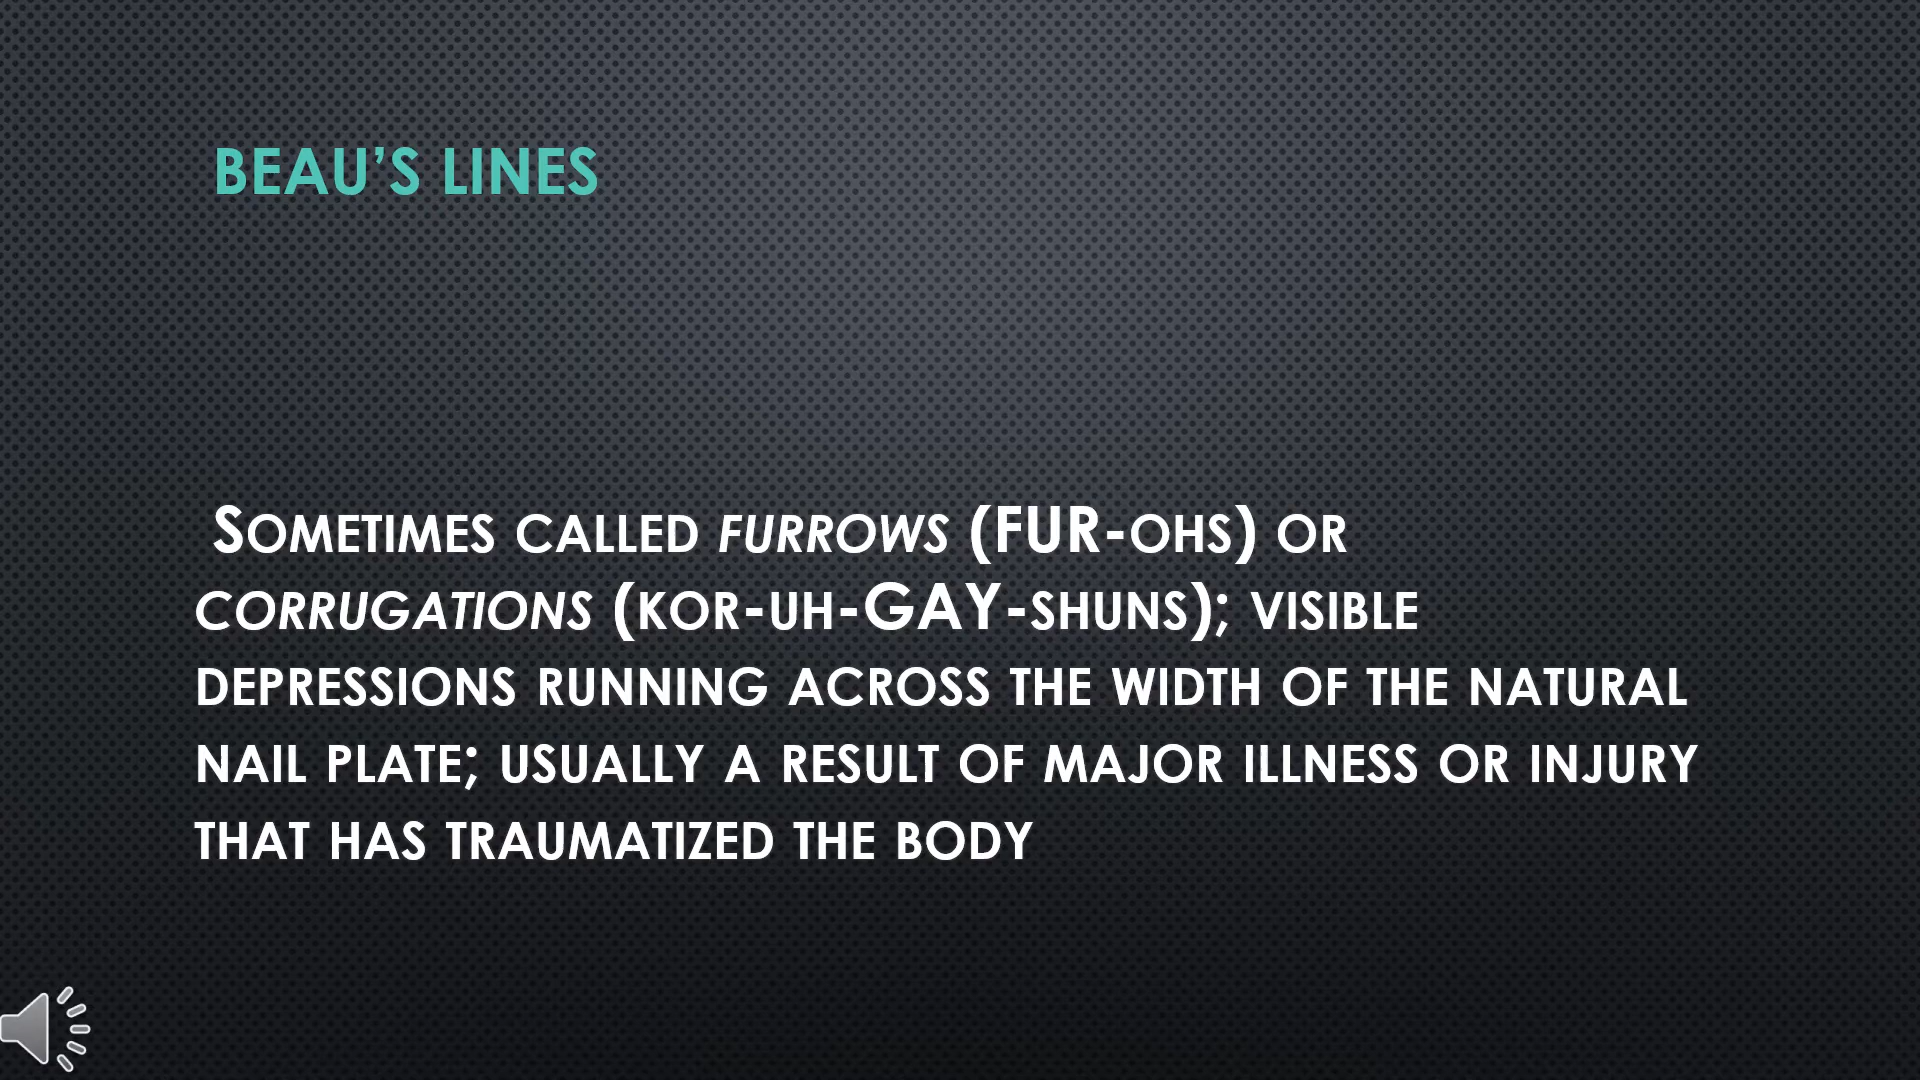 BEAU’S LINES
Sometimes called furrows (FUR-ohs) or
corrugations (kor-uh-GAY-shuns); visible
depressions running across the width of the natural
nail plate; usually a result of major illness or injury
that has traumatized the body